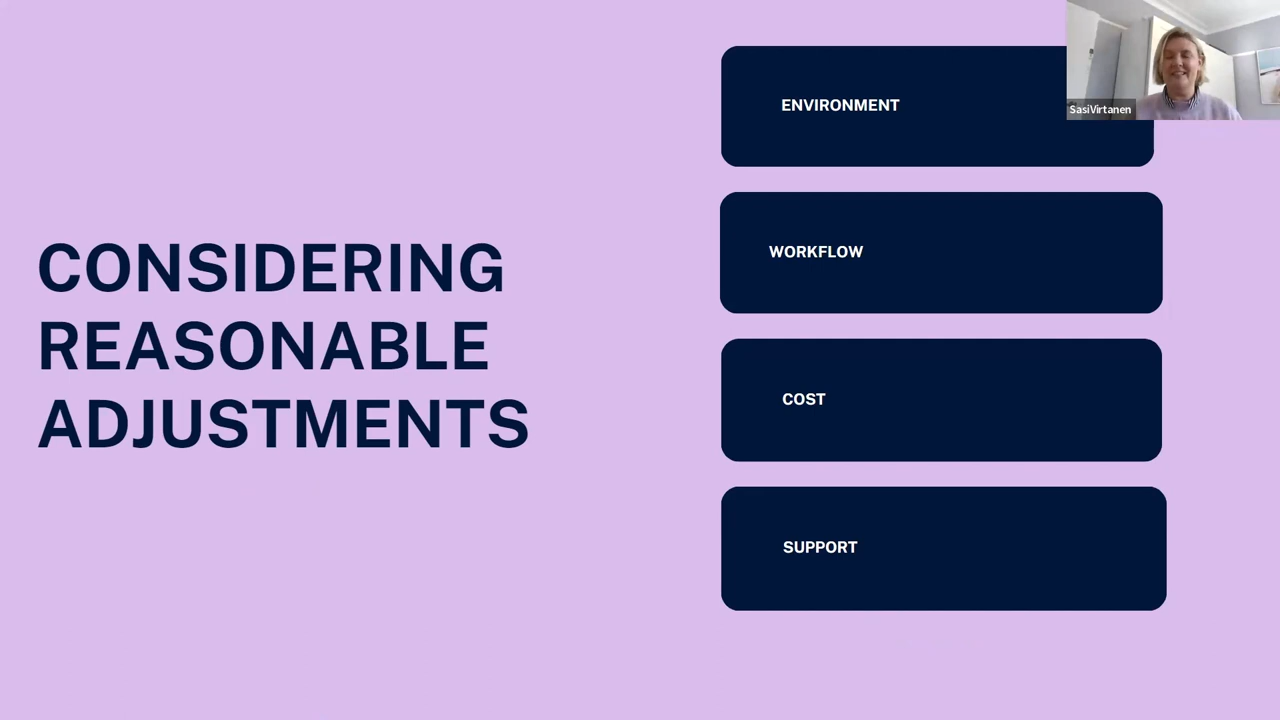 CONSIDERING
REASONABLE
ADJUSTMENTS
ENVIRONMENT
WORKFLOW
COST
SUPPORT
SasiVirtanen